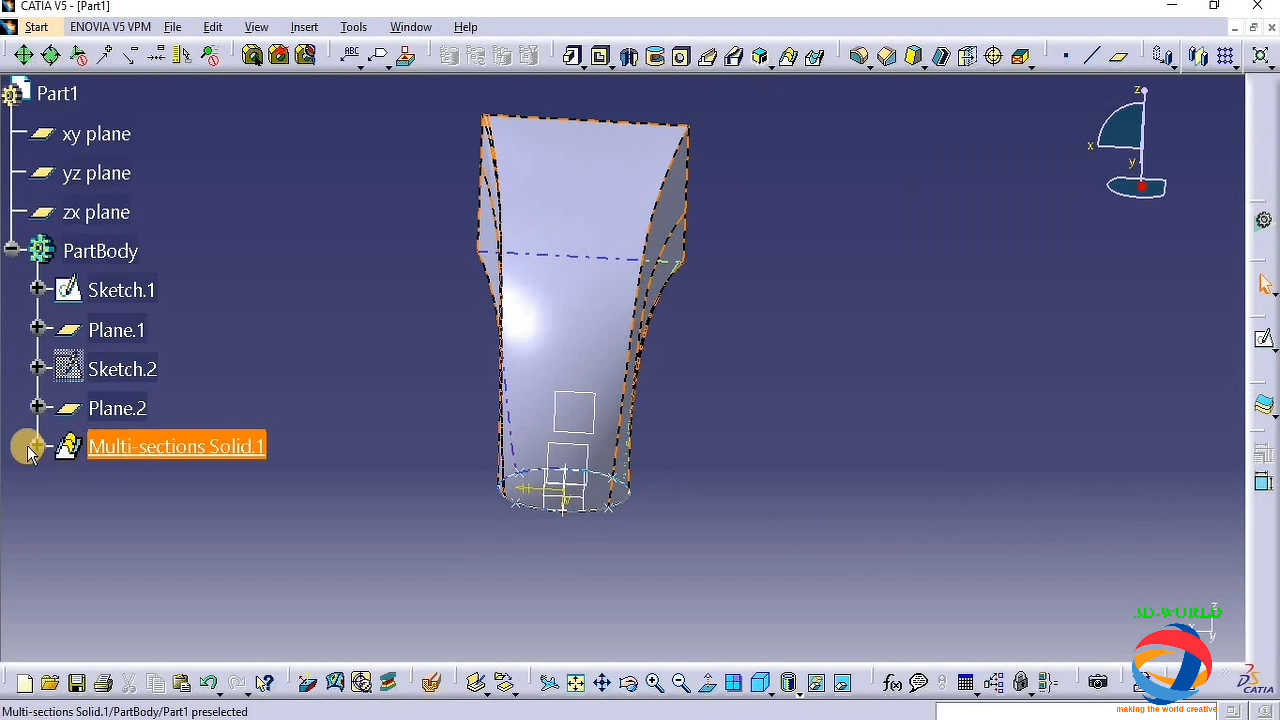 CATIA V5 - [Part1]
Start ENOVIA V5 VPM File Edit View Insert Tools Window Help
ABC
Part1
xy plane
yz plane
zx plane
PartBody
Sketch.1
Plane.1
Sketch.2
Plane.2
Multi-sections Solid.1
z
x
y
3D-WORLD
z
y
making the world creative
CATIA
f(x)
Multi-sections Solid.1/PartBody/Part1 preselected